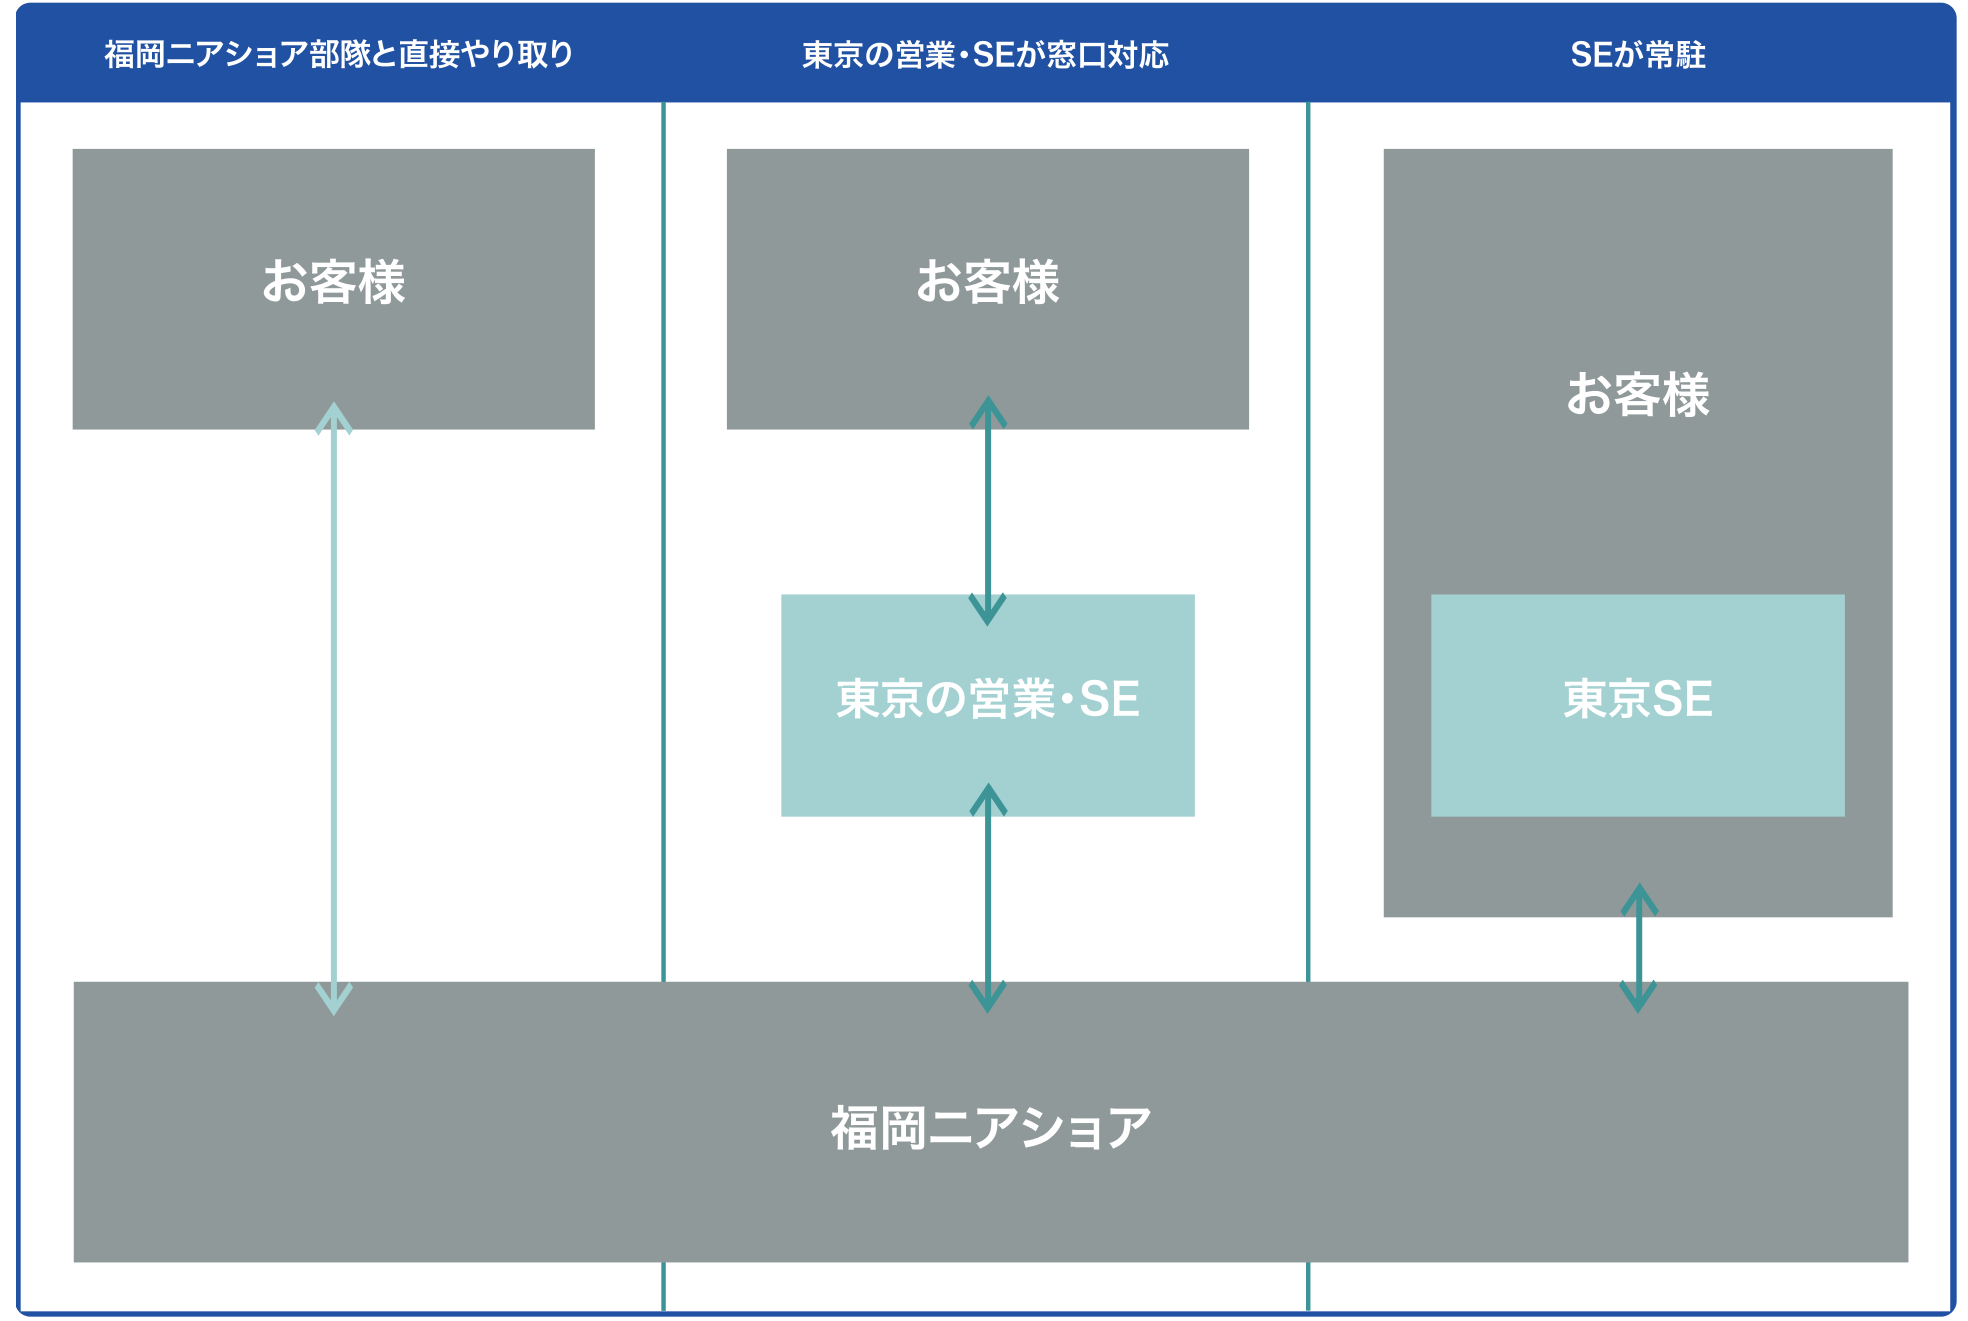 福岡ニアショア部隊と直接やり取り
東京の営業・SEが窓口対応
SEが常駐
お客様
お客様
お客様
東京の営業・SE
東京SE
福岡ニアショア